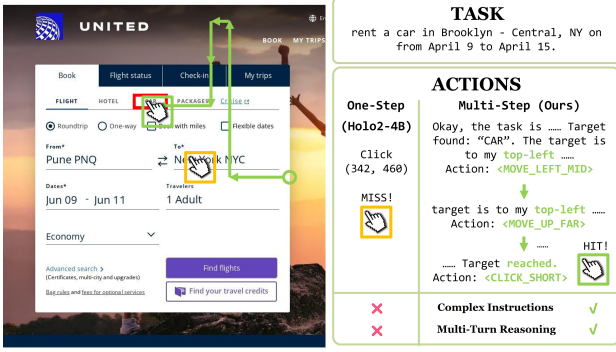 UNITED
BOOK MY TRIPS
Book Flight status Check-in My trips
FLIGHT HOTEL PACKAGES Cruise
Roundtrip One-way with miles Flexible dates
From* To*
Pune PNQ New York NYC
Dates* Travelers
Jun 09 - Jun 11 1 Adult
Economy
Advanced search >
(Certificates, multi-city and upgrades)
Find flights
Bag rules and fees for optional services
Find your travel credits
TASK
rent a car in Brooklyn - Central, NY on
from April 9 to April 15.
ACTIONS
One-Step Multi-Step (Ours)
(Holo2-4B)
Okay, the task is …… Target
found: “CAR”. The target is
to my top-left ……
Action: <MOVE_LEFT_MID>
Click
(342, 460)
MISS!
target is to my top-left ……
Action: <MOVE_UP_FAR>
……
HIT!
…… Target reached.
Action: <CLICK_SHORT>
Complex Instructions
Multi-Turn Reasoning